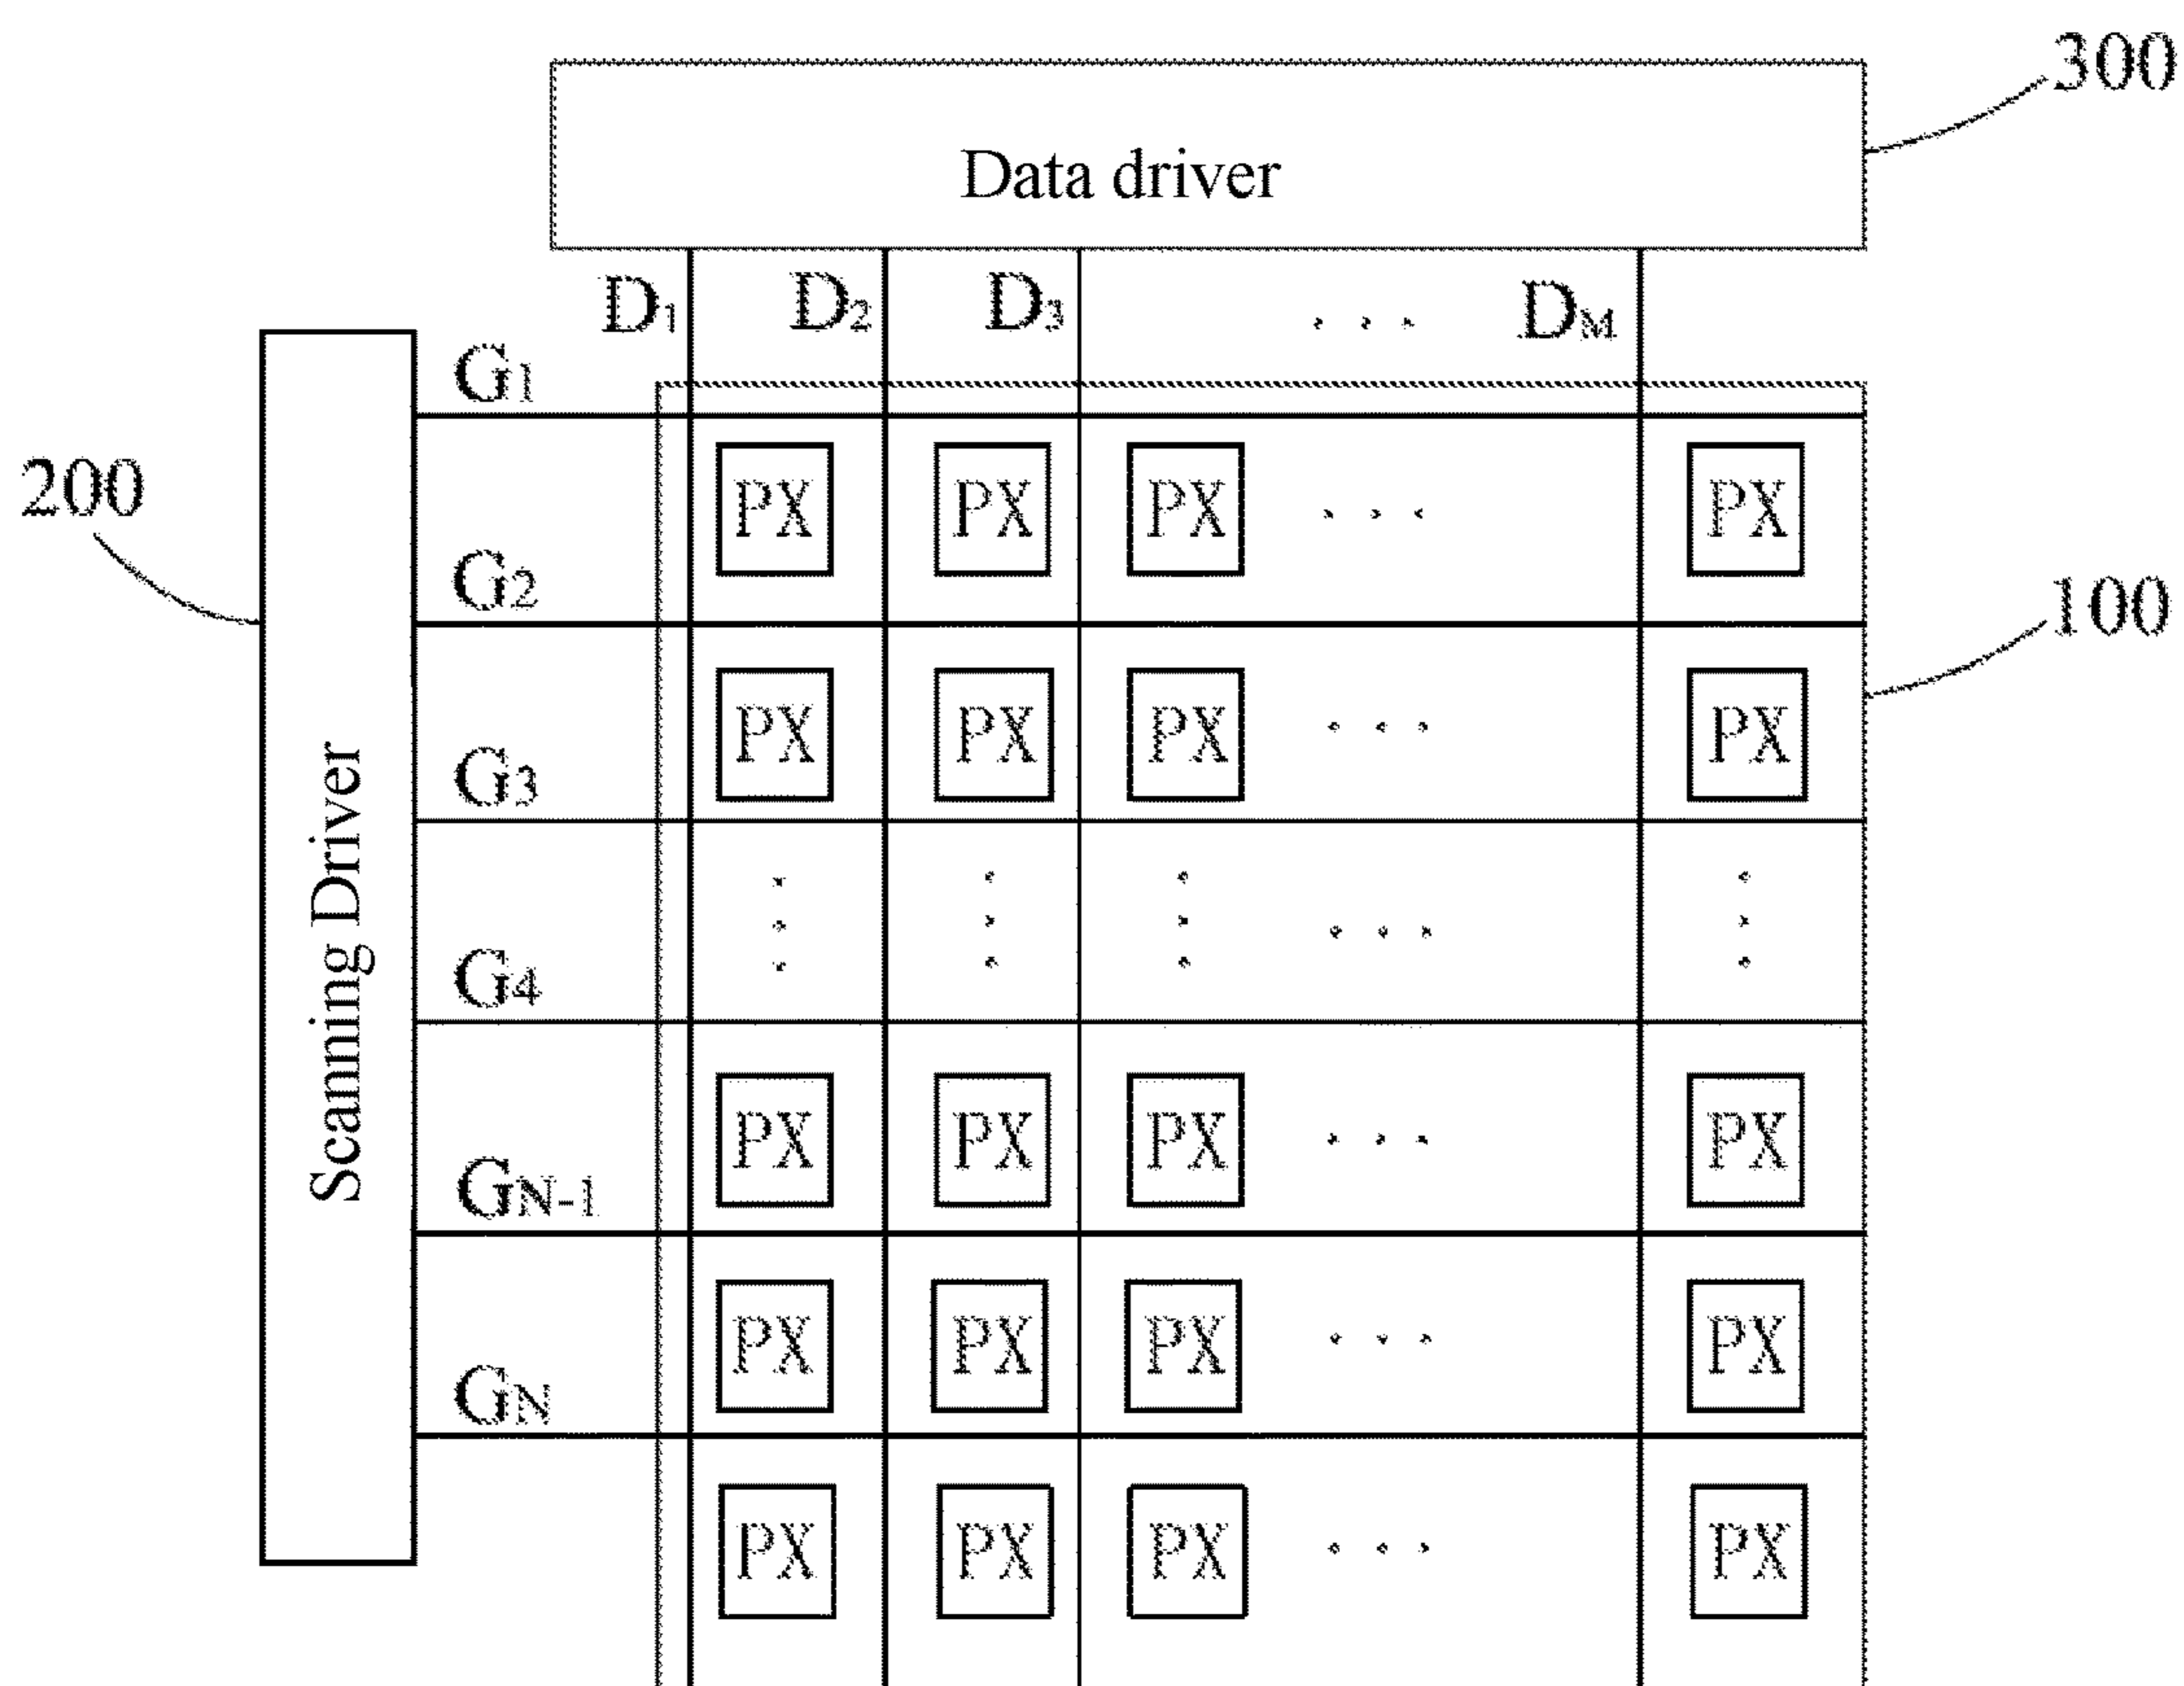 300
Data driver
D1 D2 D3 . . . DM
G1
200
PX PX PX . . . PX
G2
100
PX PX PX . . . PX
G3
Scanning Driver
. . .
G4
PX PX PX . . . PX
GN-1
PX PX PX . . . PX
GN
PX PX PX . . . PX